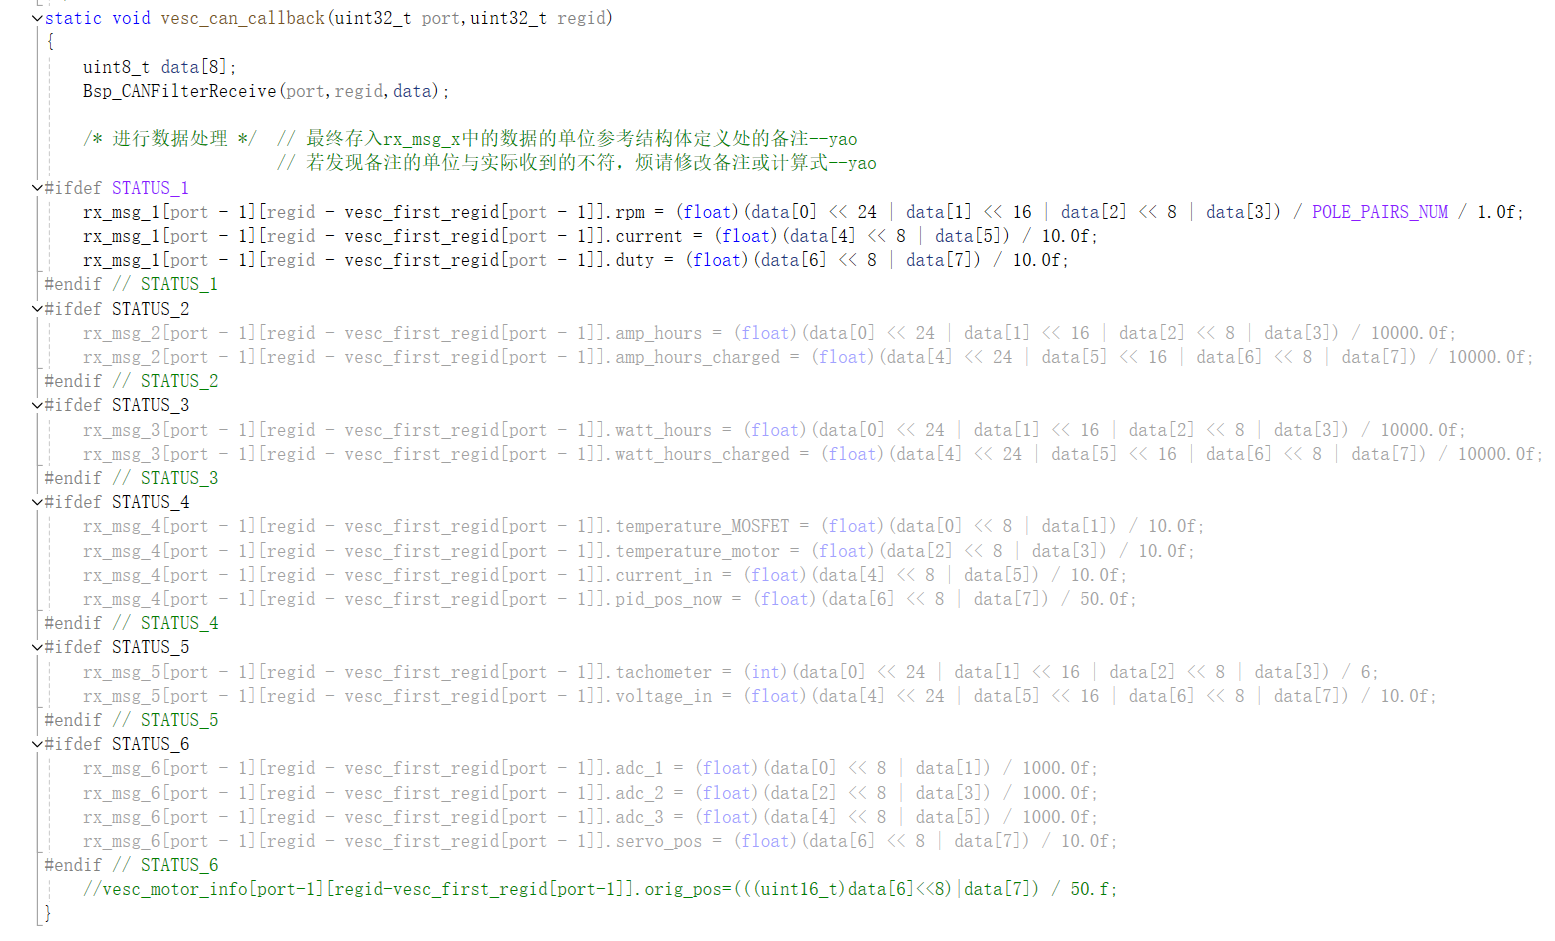 static void vesc_can_callback(uint32_t port,uint32_t regid)
{
    uint8_t data[8];
    Bsp_CANFilterReceive(port,regid,data);
    /* 进行数据处理 */  // 最终存入rx_msg_x中的数据的单位参考结构体定义处的备注--yao
                        // 若发现备注的单位与实际收到的不符，烦请修改备注或计算式--yao
#ifdef STATUS_1
    rx_msg_1[port - 1][regid - vesc_first_regid[port - 1]].rpm = (float)(data[0] << 24 | data[1] << 16 | data[2] << 8 | data[3]) / POLE_PAIRS_NUM / 1.0f;
    rx_msg_1[port - 1][regid - vesc_first_regid[port - 1]].current = (float)(data[4] << 8 | data[5]) / 10.0f;
    rx_msg_1[port - 1][regid - vesc_first_regid[port - 1]].duty = (float)(data[6] << 8 | data[7]) / 10.0f;
#endif // STATUS_1
#ifdef STATUS_2
    rx_msg_2[port - 1][regid - vesc_first_regid[port - 1]].amp_hours = (float)(data[0] << 24 | data[1] << 16 | data[2] << 8 | data[3]) / 10000.0f;
    rx_msg_2[port - 1][regid - vesc_first_regid[port - 1]].amp_hours_charged = (float)(data[4] << 24 | data[5] << 16 | data[6] << 8 | data[7]) / 10000.0f;
#endif // STATUS_2
#ifdef STATUS_3
    rx_msg_3[port - 1][regid - vesc_first_regid[port - 1]].watt_hours = (float)(data[0] << 24 | data[1] << 16 | data[2] << 8 | data[3]) / 10000.0f;
    rx_msg_3[port - 1][regid - vesc_first_regid[port - 1]].watt_hours_charged = (float)(data[4] << 24 | data[5] << 16 | data[6] << 8 | data[7]) / 10000.0f;
#endif // STATUS_3
#ifdef STATUS_4
    rx_msg_4[port - 1][regid - vesc_first_regid[port - 1]].temperature_MOSFET = (float)(data[0] << 8 | data[1]) / 10.0f;
    rx_msg_4[port - 1][regid - vesc_first_regid[port - 1]].temperature_motor = (float)(data[2] << 8 | data[3]) / 10.0f;
    rx_msg_4[port - 1][regid - vesc_first_regid[port - 1]].current_in = (float)(data[4] << 8 | data[5]) / 10.0f;
    rx_msg_4[port - 1][regid - vesc_first_regid[port - 1]].pid_pos_now = (float)(data[6] << 8 | data[7]) / 50.0f;
#endif // STATUS_4
#ifdef STATUS_5
    rx_msg_5[port - 1][regid - vesc_first_regid[port - 1]].tachometer = (int)(data[0] << 24 | data[1] << 16 | data[2] << 8 | data[3]) / 6;
    rx_msg_5[port - 1][regid - vesc_first_regid[port - 1]].voltage_in = (float)(data[4] << 24 | data[5] << 16 | data[6] << 8 | data[7]) / 10.0f;
#endif // STATUS_5
#ifdef STATUS_6
    rx_msg_6[port - 1][regid - vesc_first_regid[port - 1]].adc_1 = (float)(data[0] << 8 | data[1]) / 1000.0f;
    rx_msg_6[port - 1][regid - vesc_first_regid[port - 1]].adc_2 = (float)(data[2] << 8 | data[3]) / 1000.0f;
    rx_msg_6[port - 1][regid - vesc_first_regid[port - 1]].adc_3 = (float)(data[4] << 8 | data[5]) / 1000.0f;
    rx_msg_6[port - 1][regid - vesc_first_regid[port - 1]].servo_pos = (float)(data[6] << 8 | data[7]) / 10.0f;
#endif // STATUS_6
    //vesc_motor_info[port-1][regid-vesc_first_regid[port-1]].orig_pos=(((uint16_t)data[6]<<8)|data[7]) / 50.f;
}